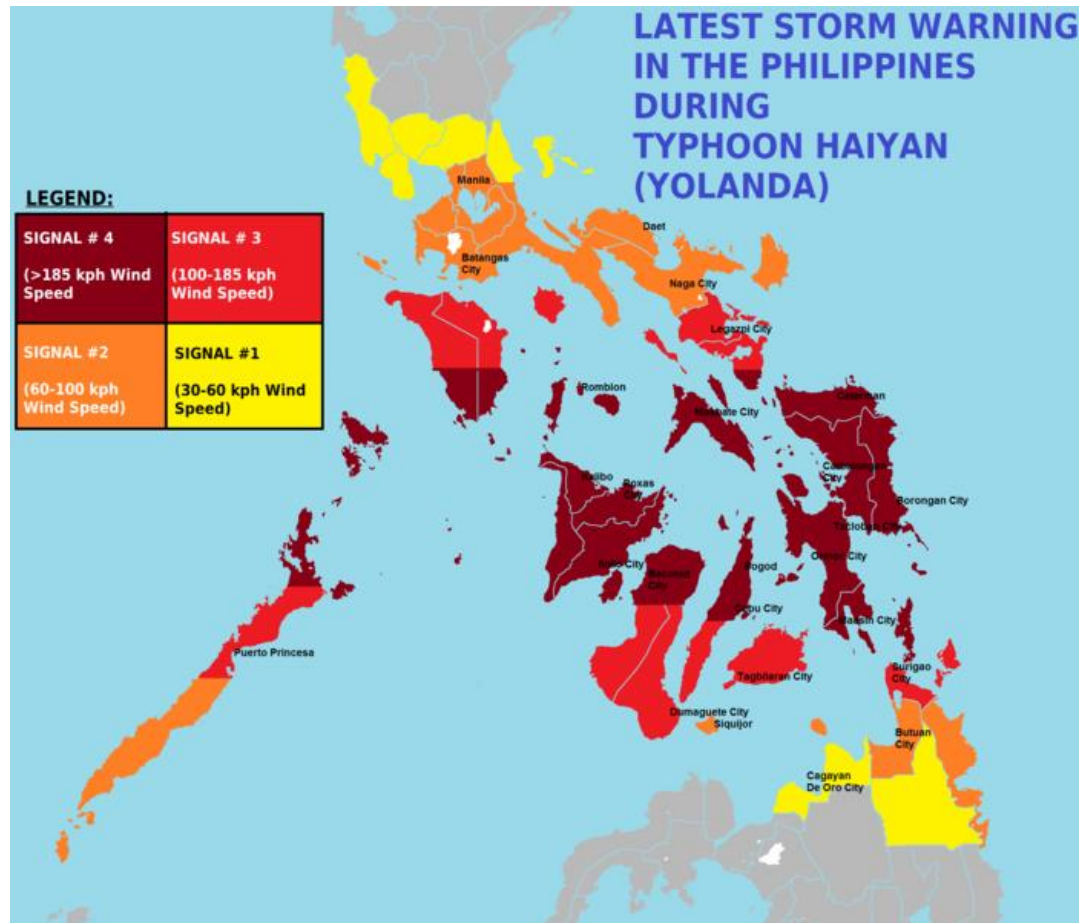 LATEST STORM WARNING
IN THE PHILIPPINES
DURING
TYPHOON HAIYAN
(YOLANDA)
LEGEND:
SIGNAL # 4
(>185 kph Wind
Speed
SIGNAL # 3
(100-185 kph
Wind Speed)
SIGNAL #2
(60-100 kph
Wind Speed)
SIGNAL #1
(30-60 kph Wind
Speed)
Manila
Daet
Batangas
City
Naga City
Legazpi City
Romblon
Masbate City
Catarman
Catbalogan
City
Kalibo
Roxas
City
Borongan City
Tacloban City
Iloilo City
Bacolod
City
Bogod
Ormoc City
Cebu City
Maasin City
Puerto Princesa
Tagbilaran City
Surigao
City
Dumaguete City
Siquijor
Butuan
City
Cagayan
De Oro City